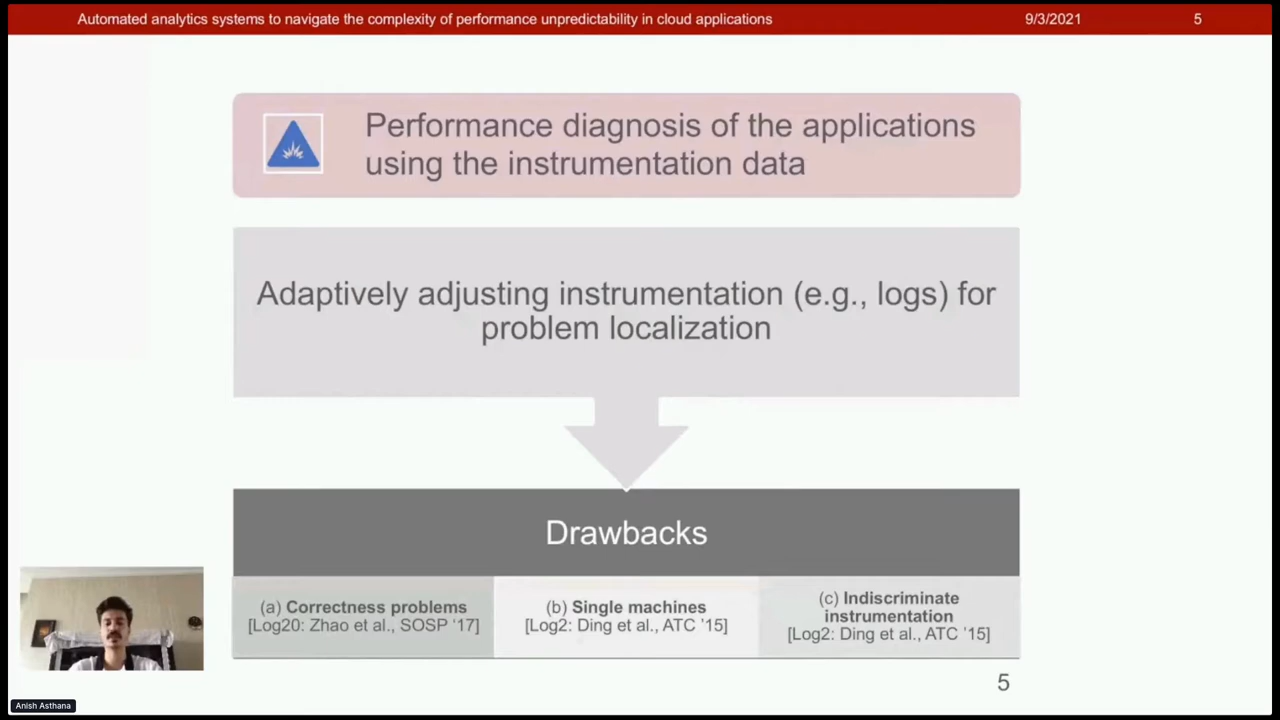 Automated analytics systems to navigate the complexity of performance unpredictability in cloud applications 9/3/2021 5
Performance diagnosis of the applications
using the instrumentation data
Adaptively adjusting instrumentation (e.g., logs) for
problem localization
Drawbacks
(a) Correctness problems
[Log20: Zhao et al., SOSP '17]
(b) Single machines
[Log2: Ding et al., ATC '15]
(c) Indiscriminate
instrumentation
[Log2: Ding et al., ATC '15]
5
Anish Asthana